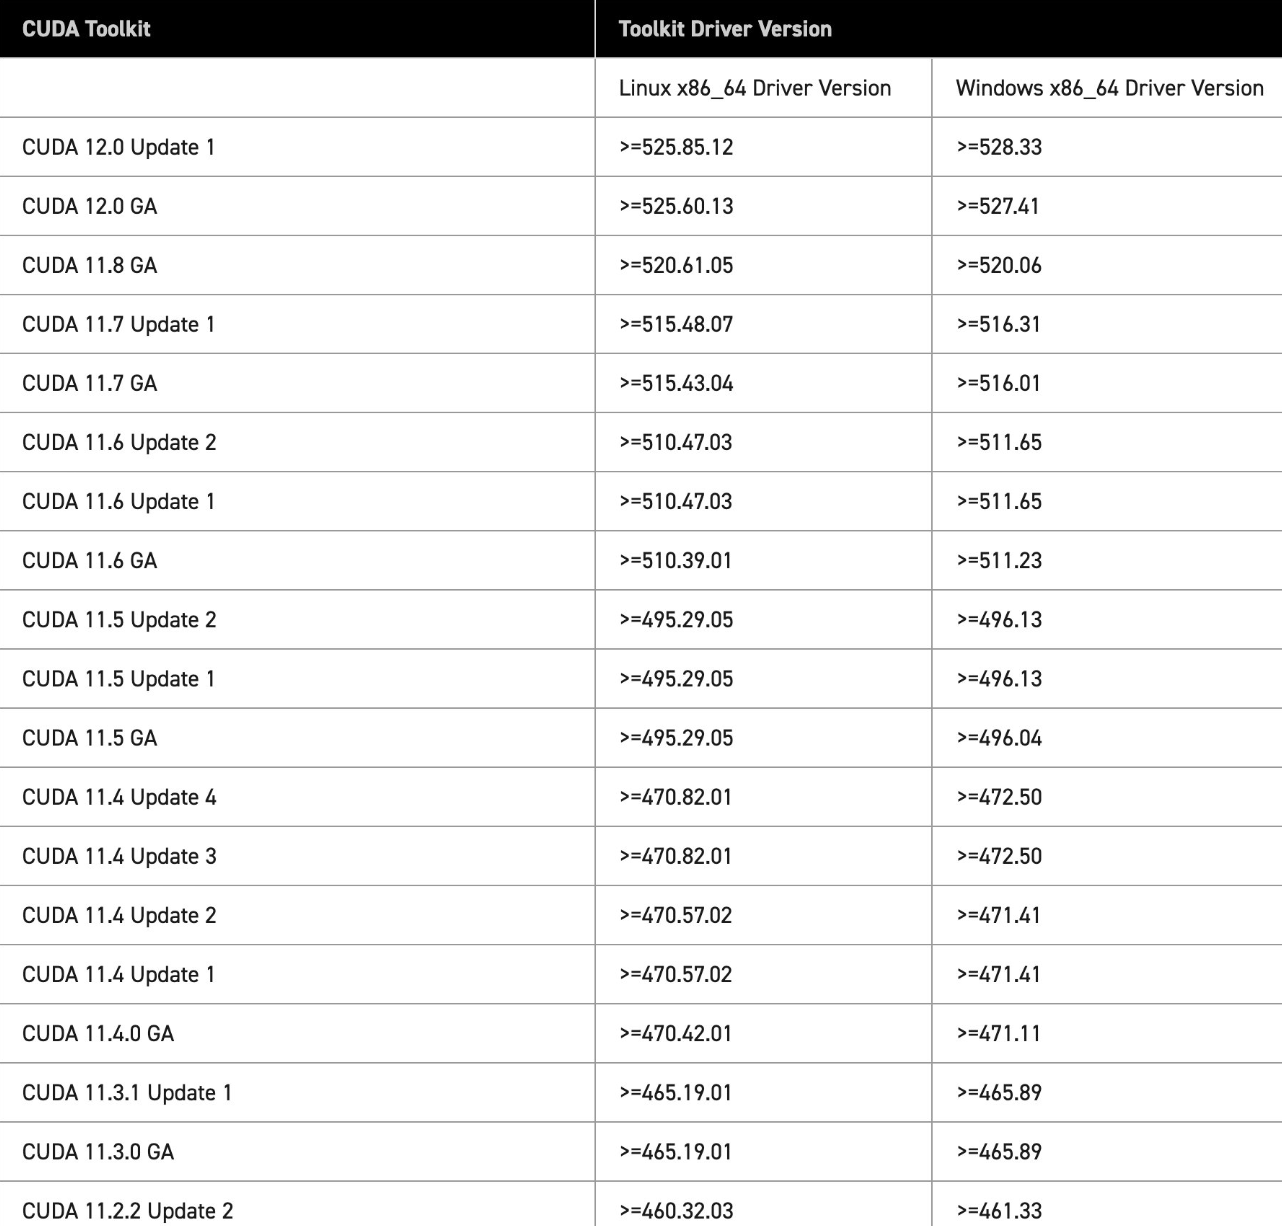 CUDA Toolkit Toolkit Driver Version
Linux x86_64 Driver Version Windows x86_64 Driver Version
CUDA 12.0 Update 1 >=525.85.12 >=528.33
CUDA 12.0 GA >=525.60.13 >=527.41
CUDA 11.8 GA >=520.61.05 >=520.06
CUDA 11.7 Update 1 >=515.48.07 >=516.31
CUDA 11.7 GA >=515.43.04 >=516.01
CUDA 11.6 Update 2 >=510.47.03 >=511.65
CUDA 11.6 Update 1 >=510.47.03 >=511.65
CUDA 11.6 GA >=510.39.01 >=511.23
CUDA 11.5 Update 2 >=495.29.05 >=496.13
CUDA 11.5 Update 1 >=495.29.05 >=496.13
CUDA 11.5 GA >=495.29.05 >=496.04
CUDA 11.4 Update 4 >=470.82.01 >=472.50
CUDA 11.4 Update 3 >=470.82.01 >=472.50
CUDA 11.4 Update 2 >=470.57.02 >=471.41
CUDA 11.4 Update 1 >=470.57.02 >=471.41
CUDA 11.4.0 GA >=470.42.01 >=471.11
CUDA 11.3.1 Update 1 >=465.19.01 >=465.89
CUDA 11.3.0 GA >=465.19.01 >=465.89
CUDA 11.2.2 Update 2 >=460.32.03 >=461.33